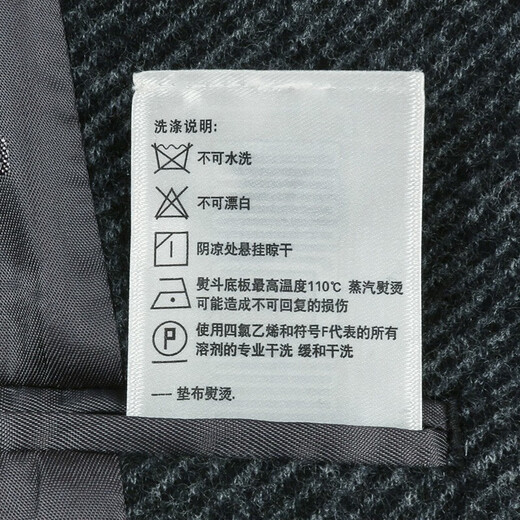 洗涤说明:
不可水洗
不可漂白
阴凉处悬挂晾干
熨斗底板最高温度110℃ 蒸汽熨烫
可能造成不可回复的损伤
P
使用四氯乙烯和符号F代表的所有
溶剂的专业干洗 缓和干洗
--- 垫布熨烫.